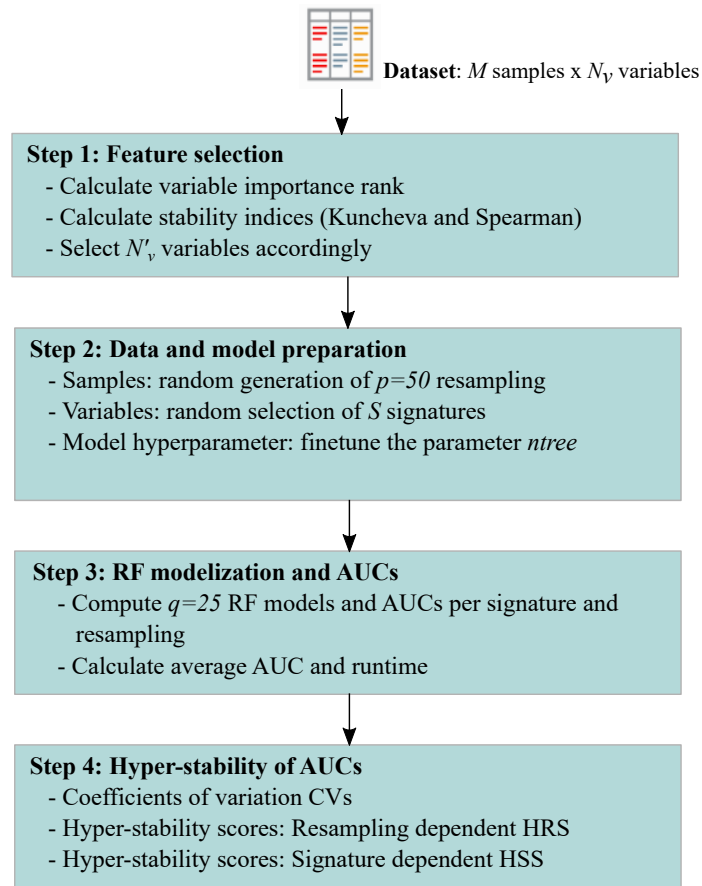 Dataset: M samples x Nv variables
Step 1: Feature selection
- Calculate variable importance rank
- Calculate stability indices (Kuncheva and Spearman)
- Select N'v variables accordingly
Step 2: Data and model preparation
- Samples: random generation of p=50 resampling
- Variables: random selection of S signatures
- Model hyperparameter: finetune the parameter ntree
Step 3: RF modelization and AUCs
- Compute q=25 RF models and AUCs per signature and
resampling
- Calculate average AUC and runtime
Step 4: Hyper-stability of AUCs
- Coefficients of variation CVs
- Hyper-stability scores: Resampling dependent HRS
- Hyper-stability scores: Signature dependent HSS